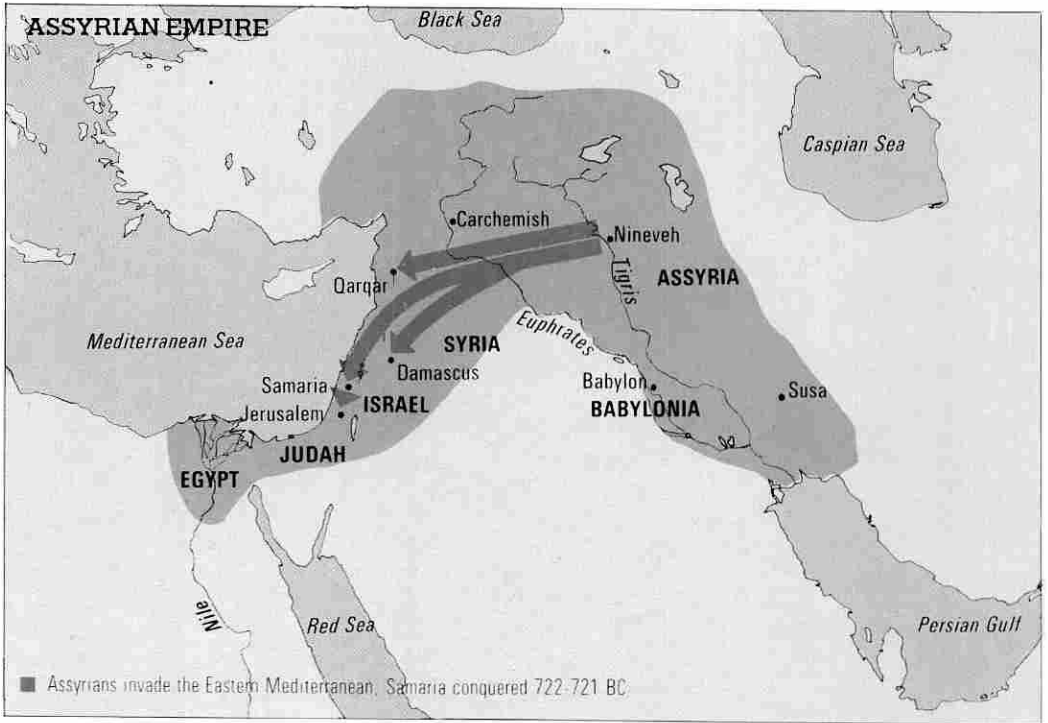 ASSYRIAN EMPIRE
Black Sea
Caspian Sea
Carchemish
Nineveh
Qarqar
Tigris
ASSYRIA
Mediterranean Sea
Euphrates
SYRIA
Damascus
Samaria
ISRAEL
Babylon
BABYLONIA
Susa
Jerusalem
JUDAH
EGYPT
Nile
Red Sea
Persian Gulf
Assyrians invade the Eastern Mediterranean, Samaria conquered 722-721 BC